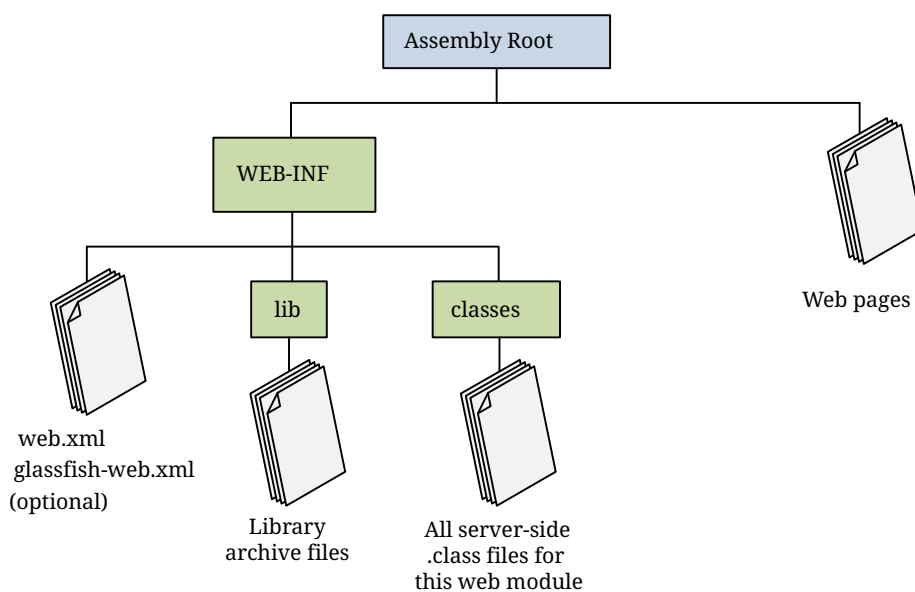 Assembly Root
WEB-INF
lib
classes
Web pages
web.xml
glassfish-web.xml
(optional)
Library
archive files
All server-side
.class files for
this web module